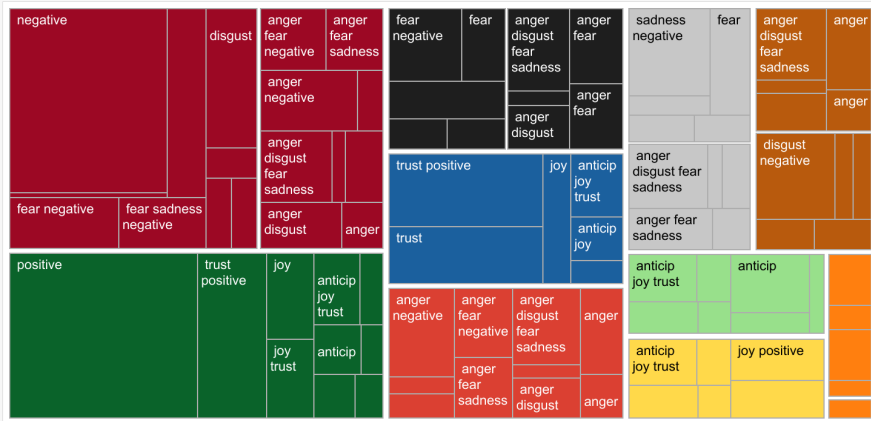 negative
disgust
fear negative
fear sadness
negative
anger
fear
negative
anger
fear
sadness
anger
negative
anger
disgust
fear
sadness
anger
disgust
anger
fear
negative
fear
anger
disgust
fear
sadness
anger
fear
anger
disgust
anger
fear
sadness
negative
fear
anger
disgust fear
sadness
anger fear
sadness
anger
disgust
fear
sadness
anger
anger
disgust
negative
trust positive
joy
anticip
joy
trust
trust
anticip
joy
positive
trust
positive
joy
anticip
joy
trust
joy
trust
anticip
anger
negative
anger
fear
negative
anger
disgust
fear
sadness
anger
anger
fear
sadness
anger
disgust
anger
anticip
joy trust
anticip
anticip
joy trust
joy positive